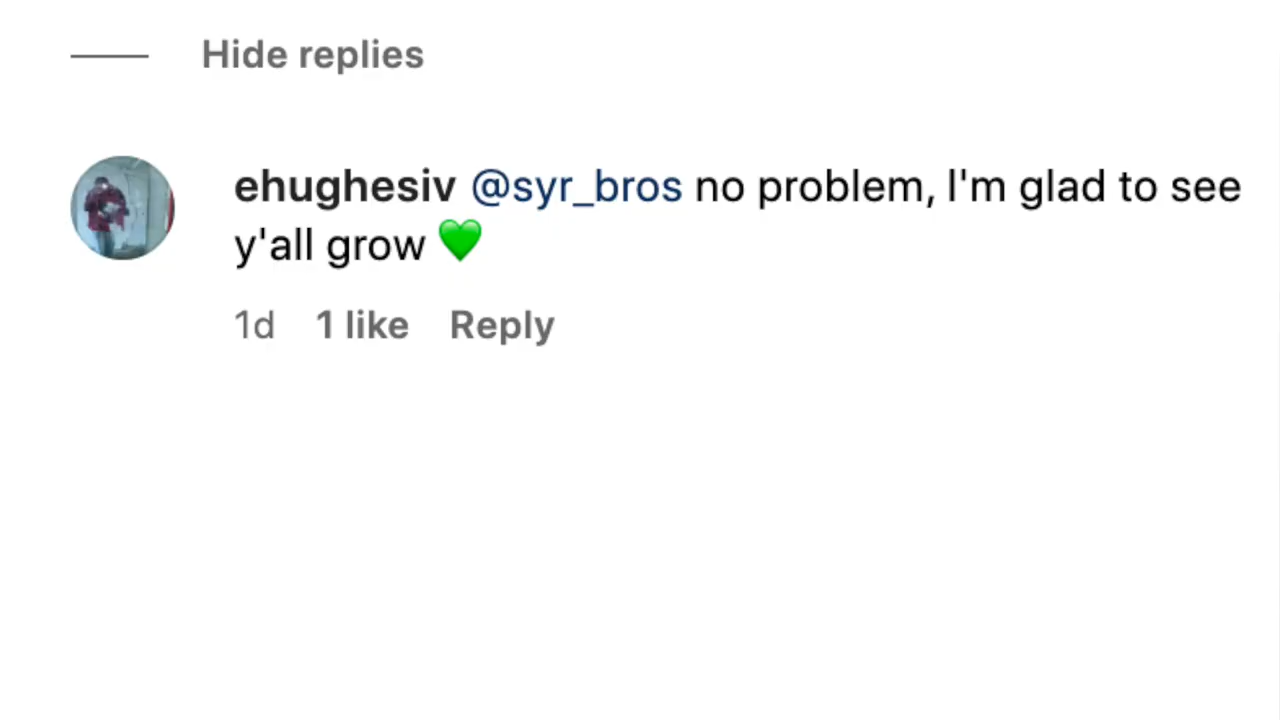 Hide replies
ehughesiv @syr_bros no problem, I'm glad to see
y'all grow 💚
1d 1 like Reply